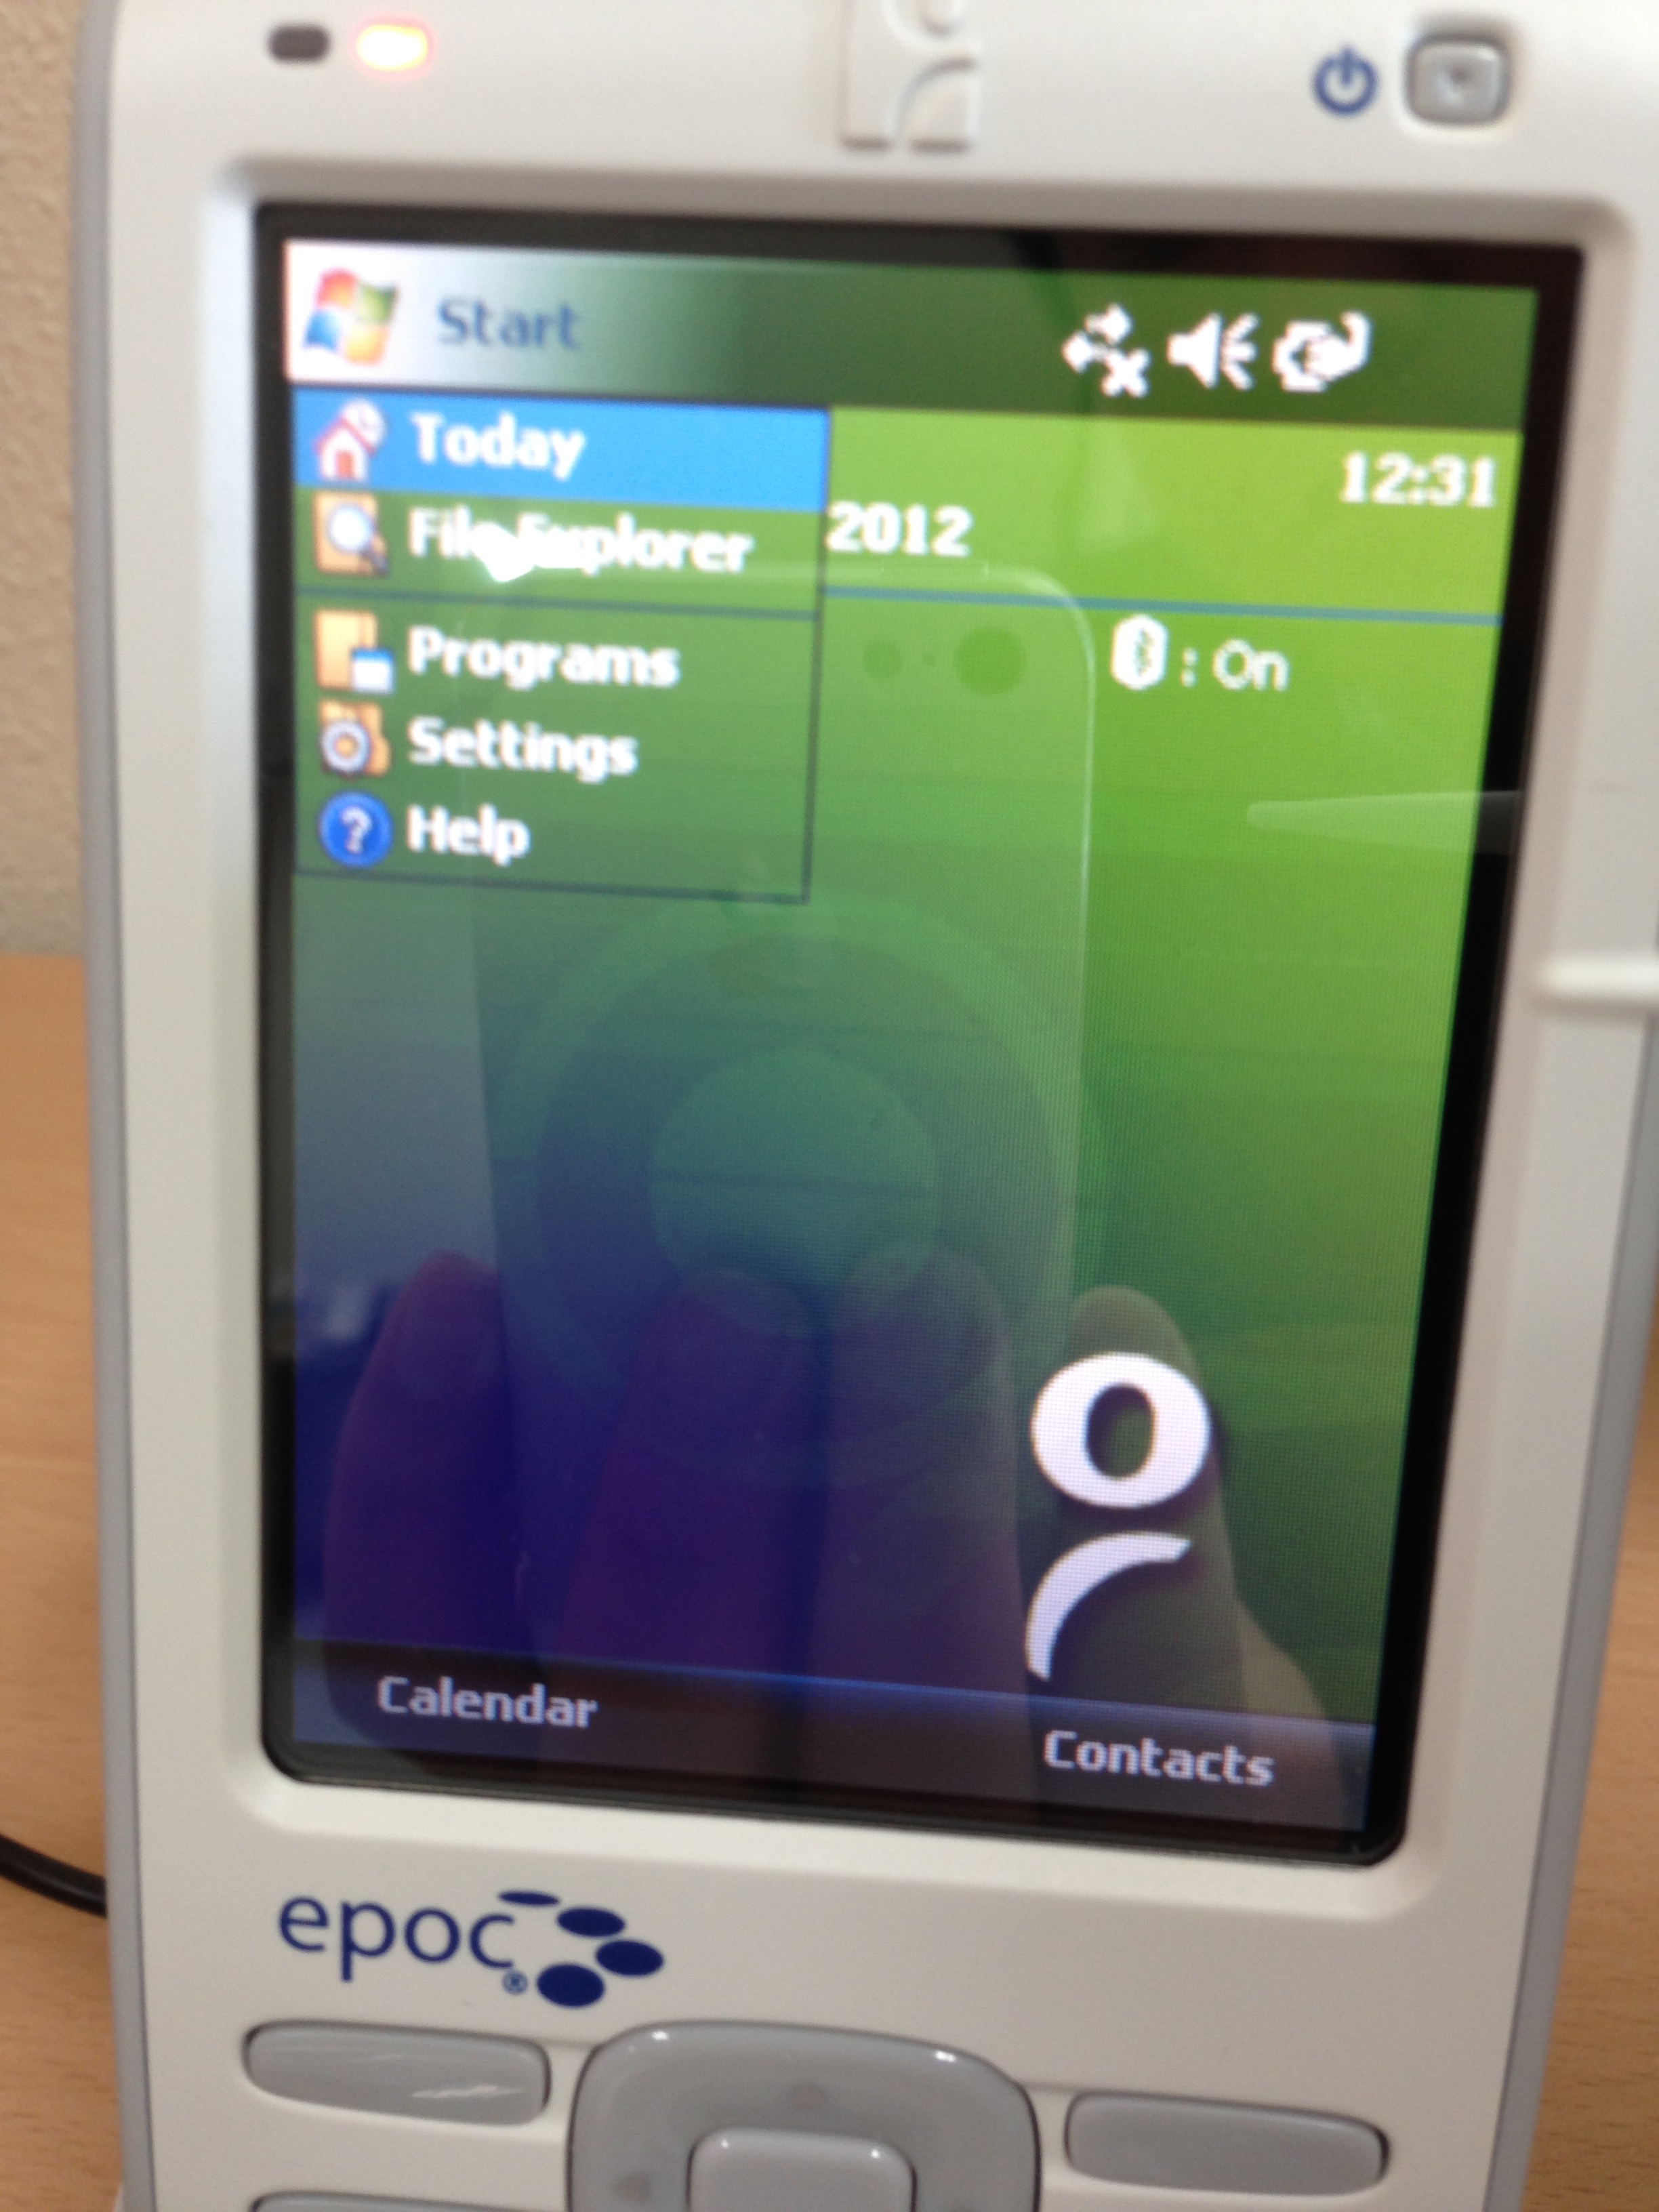 Start
Today
12:31
File Explorer
2012
Programs
: On
Settings
Help
Calendar
Contacts
epoc®